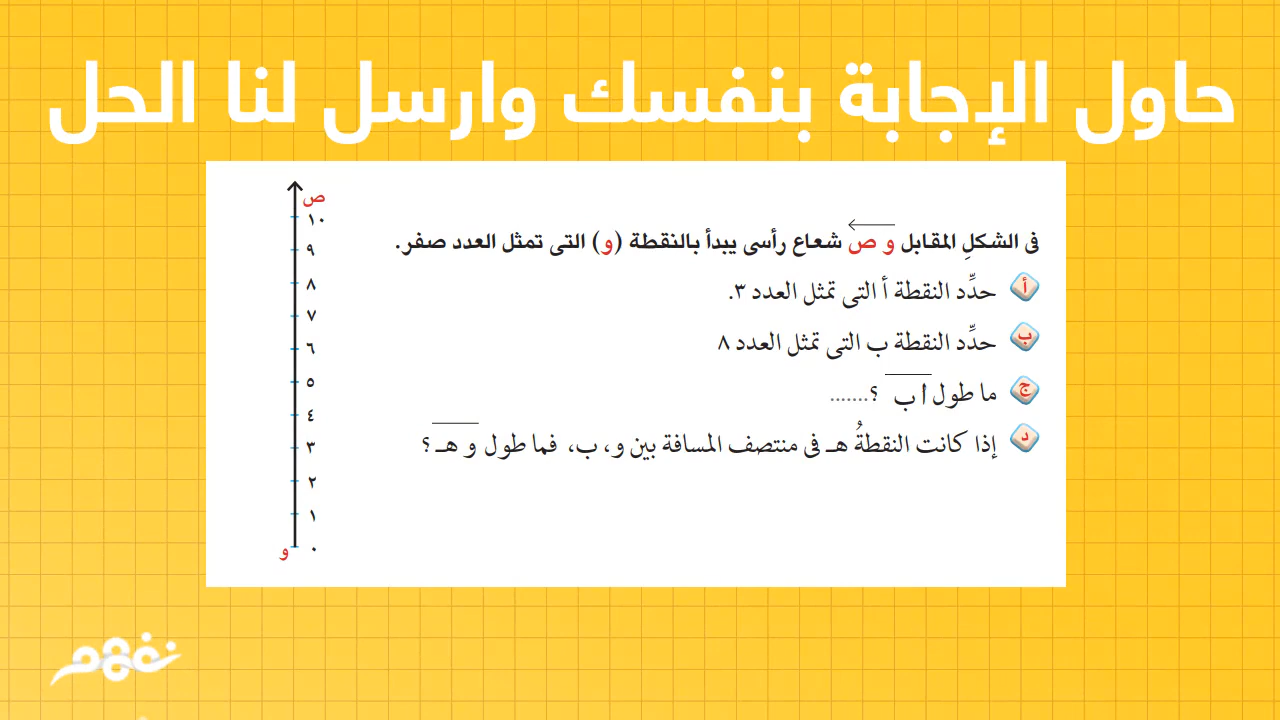 حاول الإجابة بنفسك وارسل لنا الحل
فى الشكلِ المقابل و ص شعاع رأسى يبدأ بالنقطة (و) التى تمثل العدد صفر.
أ حدِّد النقطة أ التى تمثل العدد ٣.
ب حدِّد النقطة ب التى تمثل العدد ٨
ج ما طول أ ب ؟.......
د إذا كانت النقطةُ هـ فى منتصف المسافة بين و، ب، فما طول و هـ ؟
ص
١٠
٩
٨
٧
٦
٥
٤
٣
٢
١
٠
و
نفهم